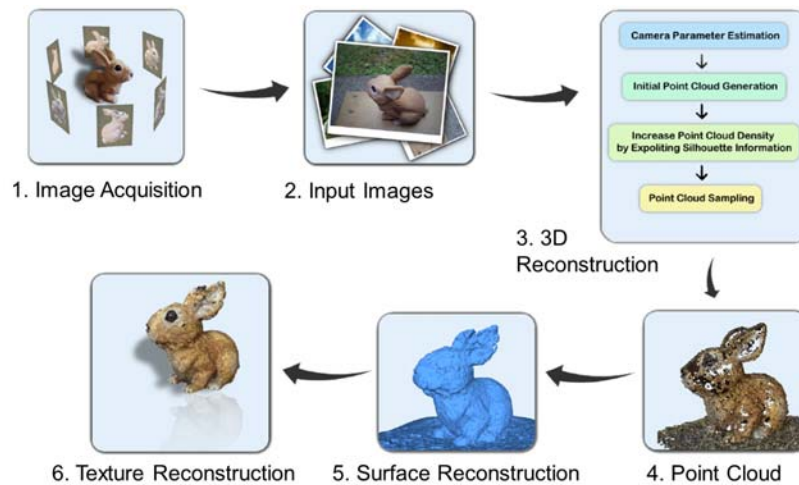 Camera Parameter Estimation
Initial Point Cloud Generation
Increase Point Cloud Density
by Expoliting Silhouette Information
Point Cloud Sampling
1. Image Acquisition
2. Input Images
3. 3D
Reconstruction
6. Texture Reconstruction
5. Surface Reconstruction
4. Point Cloud